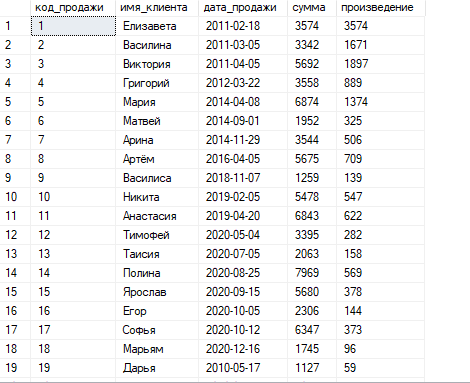 код_продажи имя_клиента дата_продажи сумма произведение
1 1 Елизавета 2011-02-18 3574 3574
2 2 Василина 2011-03-05 3342 1671
3 3 Виктория 2011-04-05 5692 1897
4 4 Григорий 2012-03-22 3558 889
5 5 Мария 2014-04-08 6874 1374
6 6 Матвей 2014-09-01 1952 325
7 7 Арина 2014-11-29 3544 506
8 8 Артём 2016-04-05 5675 709
9 9 Василиса 2018-11-07 1259 139
10 10 Никита 2019-02-05 5478 547
11 11 Анастасия 2019-04-20 6843 622
12 12 Тимофей 2020-05-04 3395 282
13 13 Таисия 2020-07-05 2063 158
14 14 Полина 2020-08-25 7969 569
15 15 Ярослав 2020-09-15 5680 378
16 16 Егор 2020-10-05 2306 144
17 17 Софья 2020-10-12 6347 373
18 18 Марьям 2020-12-16 1745 96
19 19 Дарья 2010-05-17 1127 59